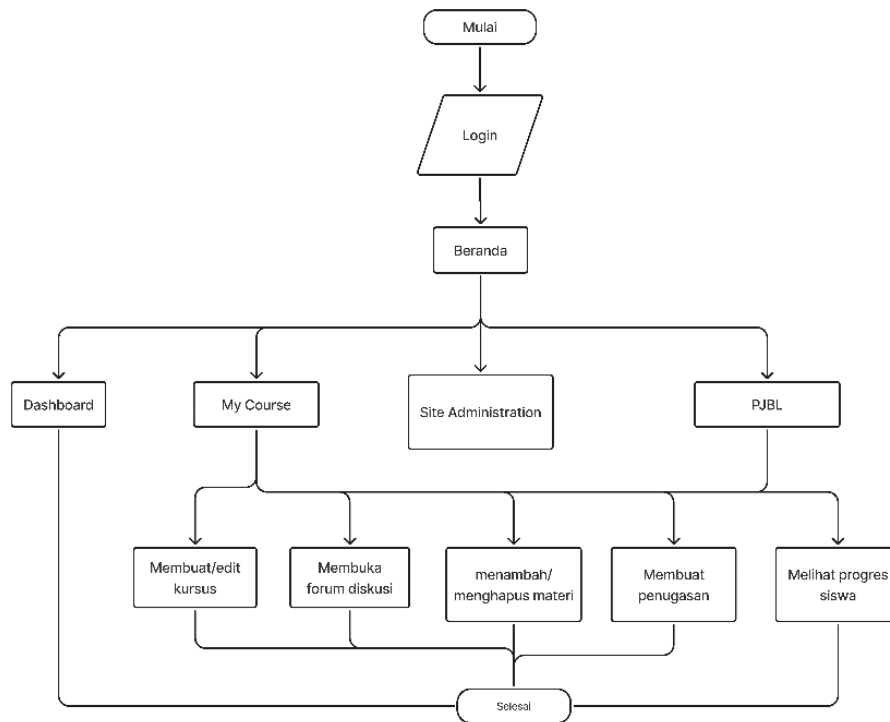 Mulai
Login
Beranda
Dashboard
My Course
Site Administration
PJBL
Membuat/edit
kursus
Membuka
forum diskusi
menambah/
menghapus materi
Membuat
penugasan
Melihat progres
siswa
Selesai